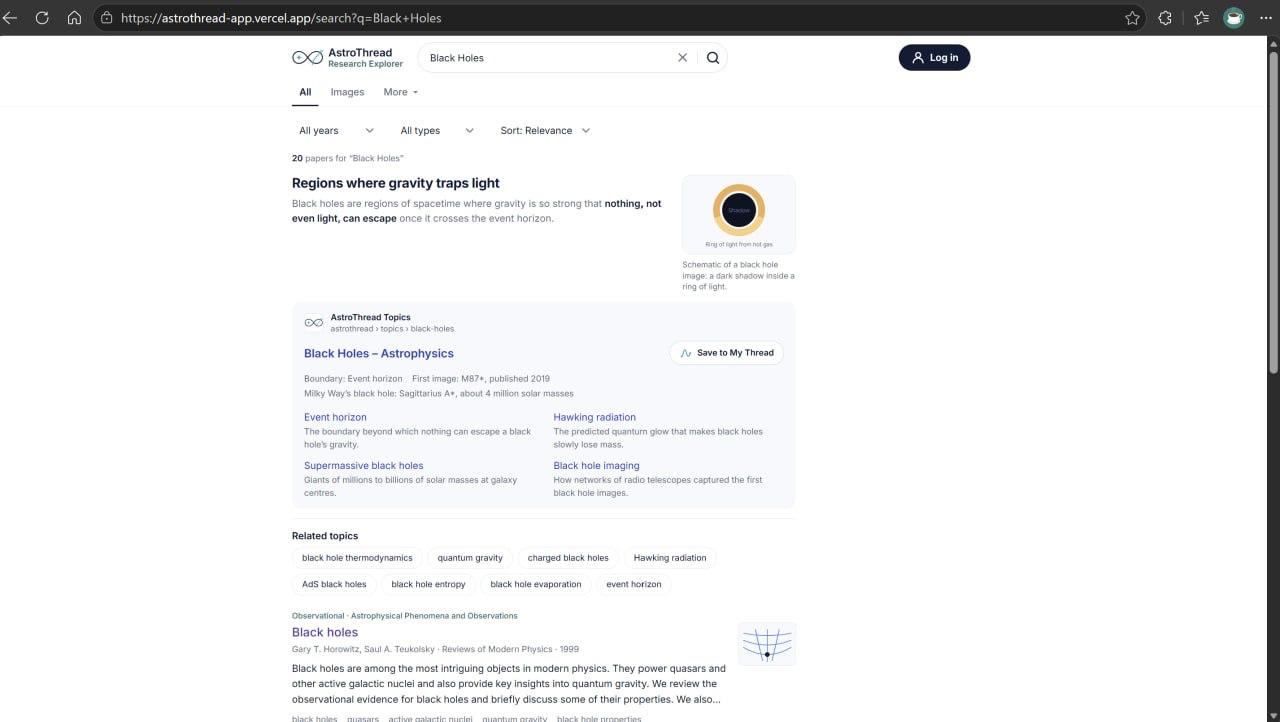 https://astrothread-app.vercel.app/search?q=Black+Holes
AstroThread
Research Explorer
Black Holes
Log in
All
Images
More
All years
All types
Sort: Relevance
20 papers for “Black Holes”
Regions where gravity traps light
Black holes are regions of spacetime where gravity is so strong that nothing, not
even light, can escape once it crosses the event horizon.
Shadow
Ring of light from hot gas
Schematic of a black hole
image: a dark shadow inside a
ring of light.
AstroThread Topics
astrothread › topics › black-holes
Black Holes – Astrophysics
Save to My Thread
Boundary: Event horizon First image: M87*, published 2019
Milky Way’s black hole: Sagittarius A*, about 4 million solar masses
Event horizon
The boundary beyond which nothing can escape a black
hole’s gravity.
Hawking radiation
The predicted quantum glow that makes black holes
slowly lose mass.
Supermassive black holes
Giants of millions to billions of solar masses at galaxy
centres.
Black hole imaging
How networks of radio telescopes captured the first
black hole images.
Related topics
black hole thermodynamics
quantum gravity
charged black holes
Hawking radiation
AdS black holes
black hole entropy
black hole evaporation
event horizon
Observational · Astrophysical Phenomena and Observations
Black holes
Gary T. Horowitz, Saul A. Teukolsky · Reviews of Modern Physics · 1999
Black holes are among the most intriguing objects in modern physics. They power quasars and
other active galactic nuclei and also provide key insights into quantum gravity. We review the
observational evidence for black holes and briefly discuss some of their properties. We also...
black holes quasars active galactic nuclei quantum gravity black hole properties